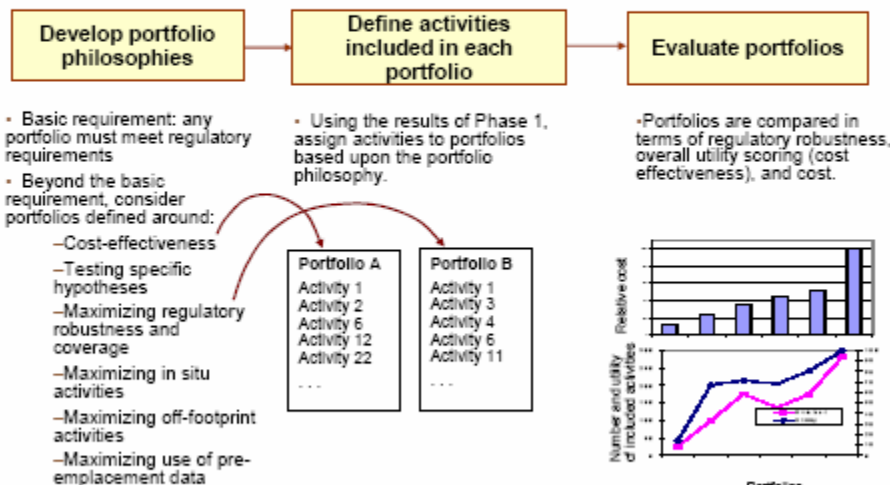 Develop portfolio
philosophies
Define activities
included in each
portfolio
Evaluate portfolios
▪ Basic requirement: any
portfolio must meet regulatory
requirements
▪ Beyond the basic
requirement, consider
portfolios defined around:
–Cost-effectiveness
–Testing specific
hypotheses
–Maximizing regulatory
robustness and
coverage
–Maximizing in situ
activities
–Maximizing off-footprint
activities
–Maximizing use of pre-
emplacement data
▪ Using the results of Phase 1,
assign activities to portfolios
based upon the portfolio
philosophy.
Portfolio A
Activity 1
Activity 2
Activity 6
Activity 12
Activity 22
. . .
Portfolio B
Activity 1
Activity 3
Activity 4
Activity 6
Activity 11
. . .
▪Portfolios are compared in
terms of regulatory robustness,
overall utility scoring (cost
effectiveness), and cost.
Relative cost
Number and utility
of included activities
Portfolios